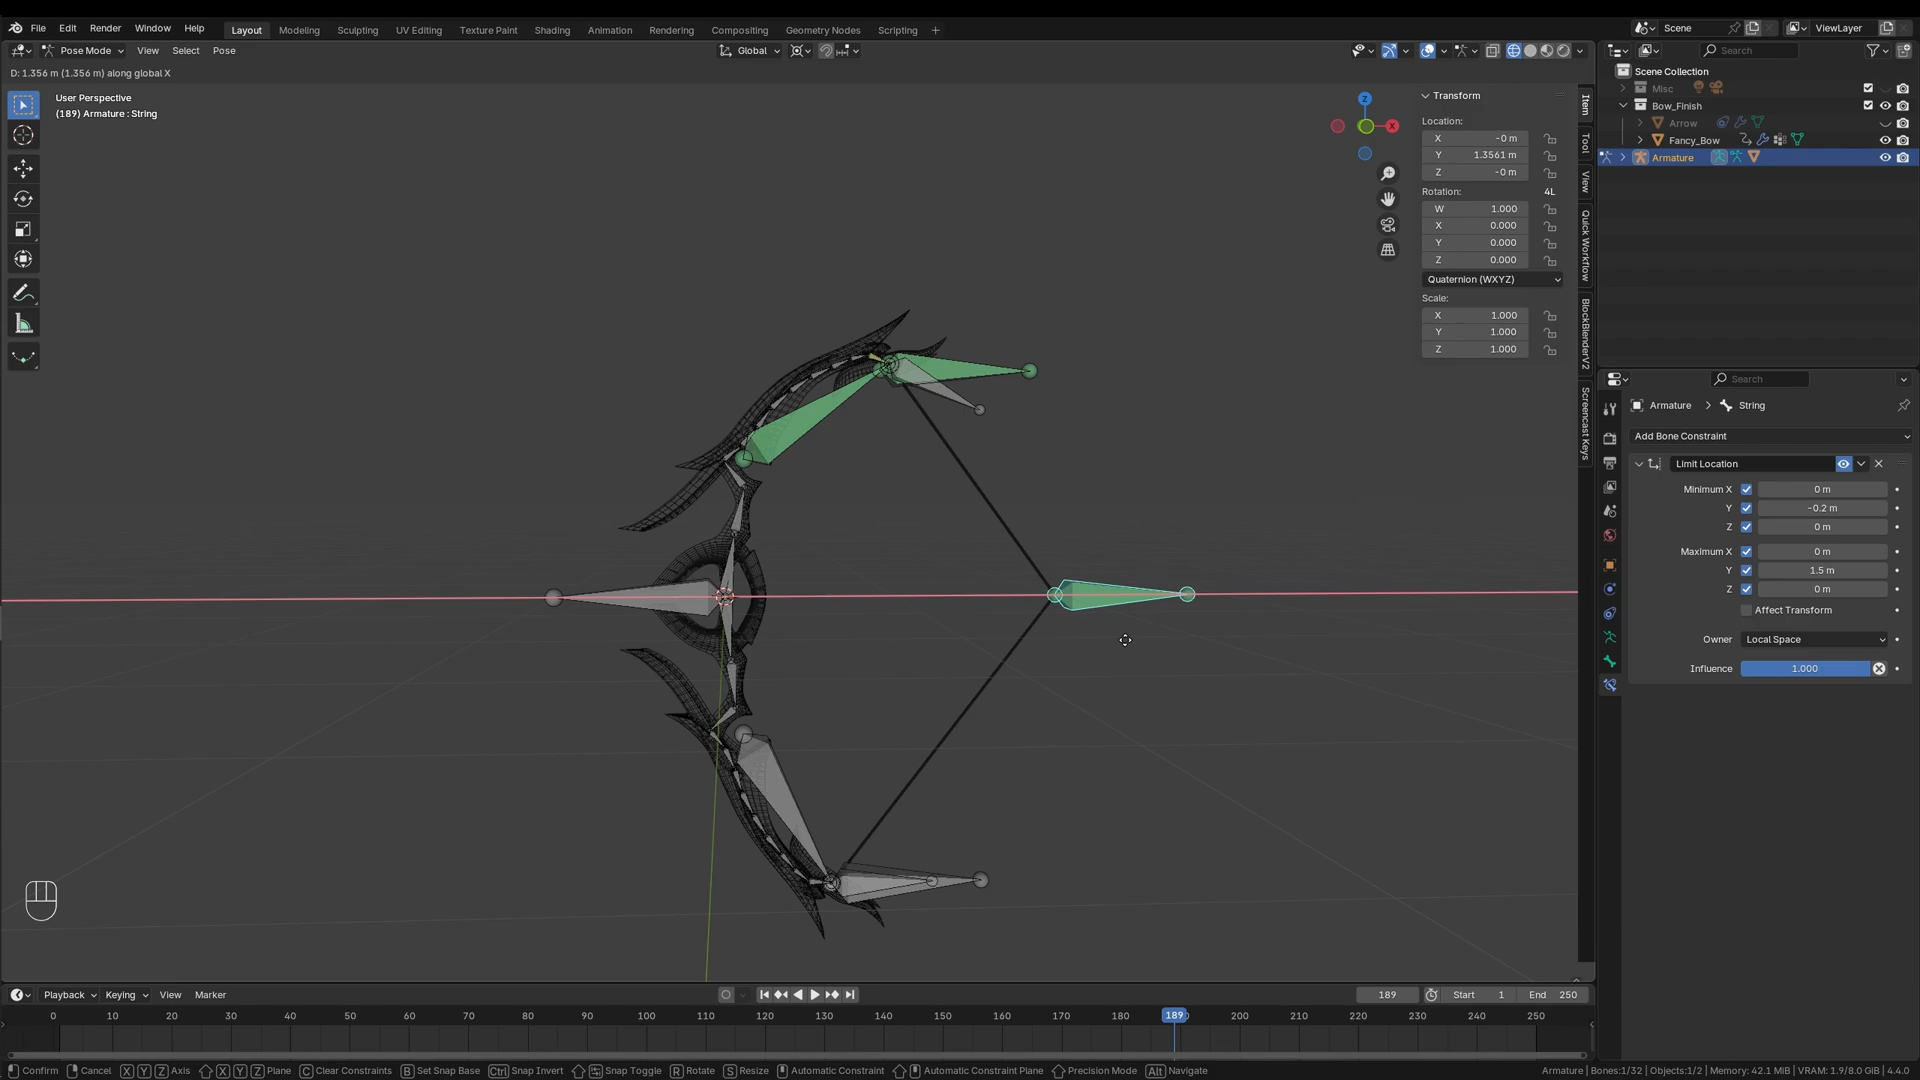 File Edit Render Window Help Layout Modeling Sculpting UV Editing Texture Paint Shading Animation Rendering Compositing Geometry Nodes Scripting + Scene ViewLayer
Pose Mode View Select Pose Global Search
D: 1.356 m (1.356 m) along global X
User Perspective
(189) Armature : String
Z
X
Transform
Location:
X -0 m
Y 1.3561 m
Z -0 m
Rotation: 4L
W 1.000
X 0.000
Y 0.000
Z 0.000
Quaternion (WXYZ)
Scale:
X 1.000
Y 1.000
Z 1.000
Item
Tool
View
Quick Workflow
BlockBlenderV2
Screencast Keys
Scene Collection
Misc
Bow_Finish
Arrow
Fancy_Bow
Armature
Search
Armature > String
Add Bone Constraint
Limit Location
Minimum X 0 m
Y -0.2 m
Z 0 m
Maximum X 0 m
Y 1.5 m
Z 0 m
Affect Transform
Owner Local Space
Influence 1.000
Playback Keying View Marker 189 Start 1 End 250
0 10 20 30 40 50 60 70 80 90 100 110 120 130 140 150 160 170 180 189 200 210 220 230 240 250
Confirm Cancel X Y Z Axis X Y Z Plane C Clear Constraints B Set Snap Base Ctrl Snap Invert Snap Toggle R Rotate S Resize Automatic Constraint Automatic Constraint Plane Precision Mode Alt Navigate Armature | Bones:1/32 | Objects:1/2 | Memory: 42.1 MiB | VRAM: 1.9/8.0 GiB | 4.4.0